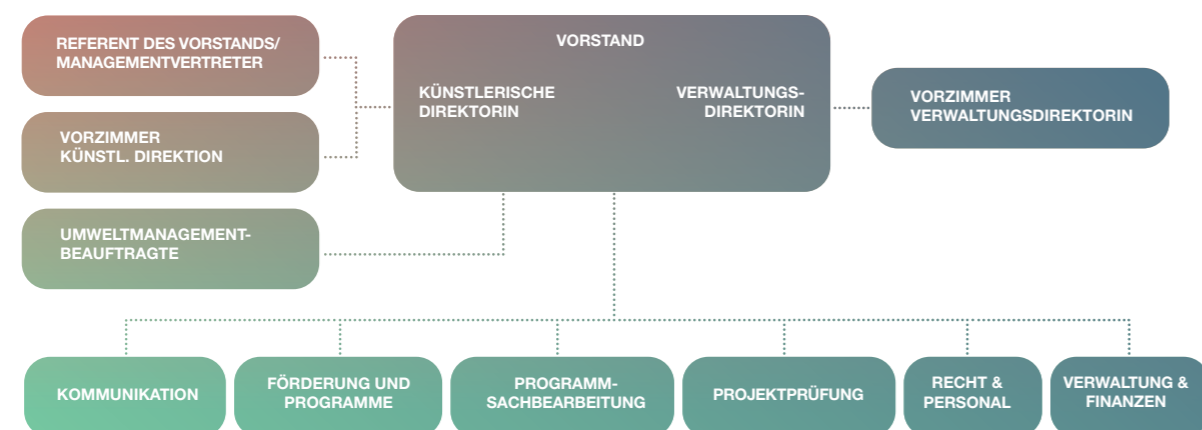 REFERENT DES VORSTANDS/
MANAGEMENTVERTRETER
VORZIMMER
KÜNSTL. DIREKTION
UMWELTMANAGEMENT-
BEAUFTRAGTE
VORSTAND
KÜNSTLERISCHE
DIREKTORIN
VERWALTUNGS-
DIREKTORIN
VORZIMMER
VERWALTUNGSDIREKTORIN
KOMMUNIKATION
FÖRDERUNG UND
PROGRAMME
PROGRAMM-
SACHBEARBEITUNG
PROJEKTPRÜFUNG
RECHT &
PERSONAL
VERWALTUNG &
FINANZEN